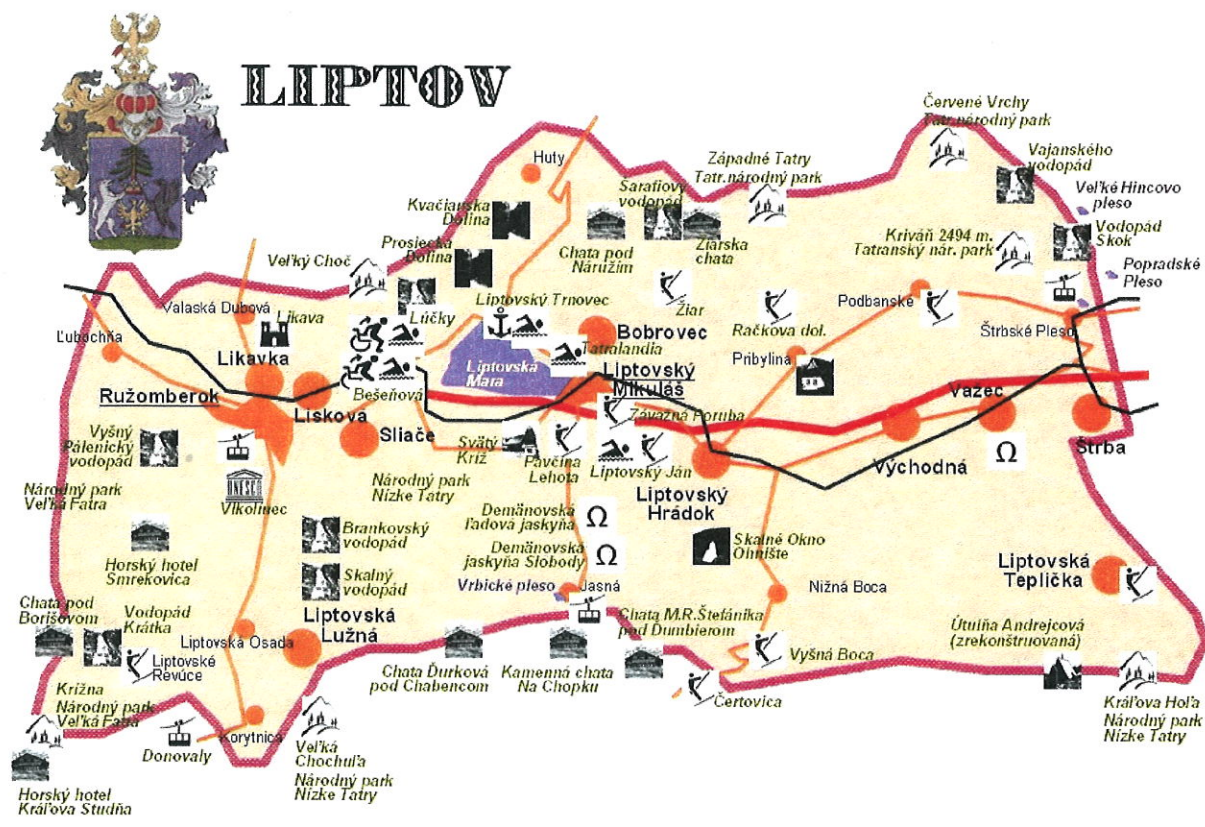 LIPTOV
Červené Vrchy
Tatr.národný park
Huty
Západné Tatry
Tatr.národný park
Vajanského
vodopád
Sarafiovy
vodopád
Veľké Hincovo
pleso
Kvačianska
Dolina
Vodopád
Skok
Kriváň 2494 m.
Tatranský nár. park
Prosiecká
Dolina
Chata pod
Náružím
Žiarska
chata
Veľký Choč
Popradské
Pleso
Valaská Dubová
Likava
Lúčky
Liptovský Trnovec
Žiar
Račkova dol.
Podbanské
Štrbské Pleso
Ľubochňa
Likavka
Bobrovec
Tatralandia
Pribylina
Liptovská
Mara
Liptovský
Mikuláš
Ružomberok
Lisková
Bešeňová
Závažná Poruba
Važec
Sliače
Štrba
Vyšný
Pálenický
vodopád
Svätý
Kríž
Pavčina
Lehota
Liptovský Ján
Východná
Národný park
Veľká Fatra
UNESCO
Vlkolínec
Národný park
Nízke Tatry
Liptovský
Hrádok
Demänovska
ľadová jaskyňa
Brankovský
vodopád
Skalné Okno
Ohnište
Horský hotel
Smrekovica
Demänovska
jaskyňa Slobody
Liptovská
Teplička
Skalný
vodopád
Vrbické pleso
Jasná
Nižná Boca
Chata pod
Borišovom
Vodopád
Krátka
Liptovská
Lužná
Chata M.R.Štefánika
pod Ďumbierom
Útulňa Andrejcová
(zrekonštruovaná)
Liptovská Osada
Liptovské
Revúce
Vyšná Boca
Chata Ďurková
pod Chabencom
Kamenná chata
Na Chopku
Krížna
Národný park
Veľká Fatra
Čertovica
Kráľova Hoľa
Národný park
Nízke Tatry
Korytnica
Donovaly
Veľká
Chochuľa
Národný park
Nízke Tatry
Horský hotel
Kráľova Studňa